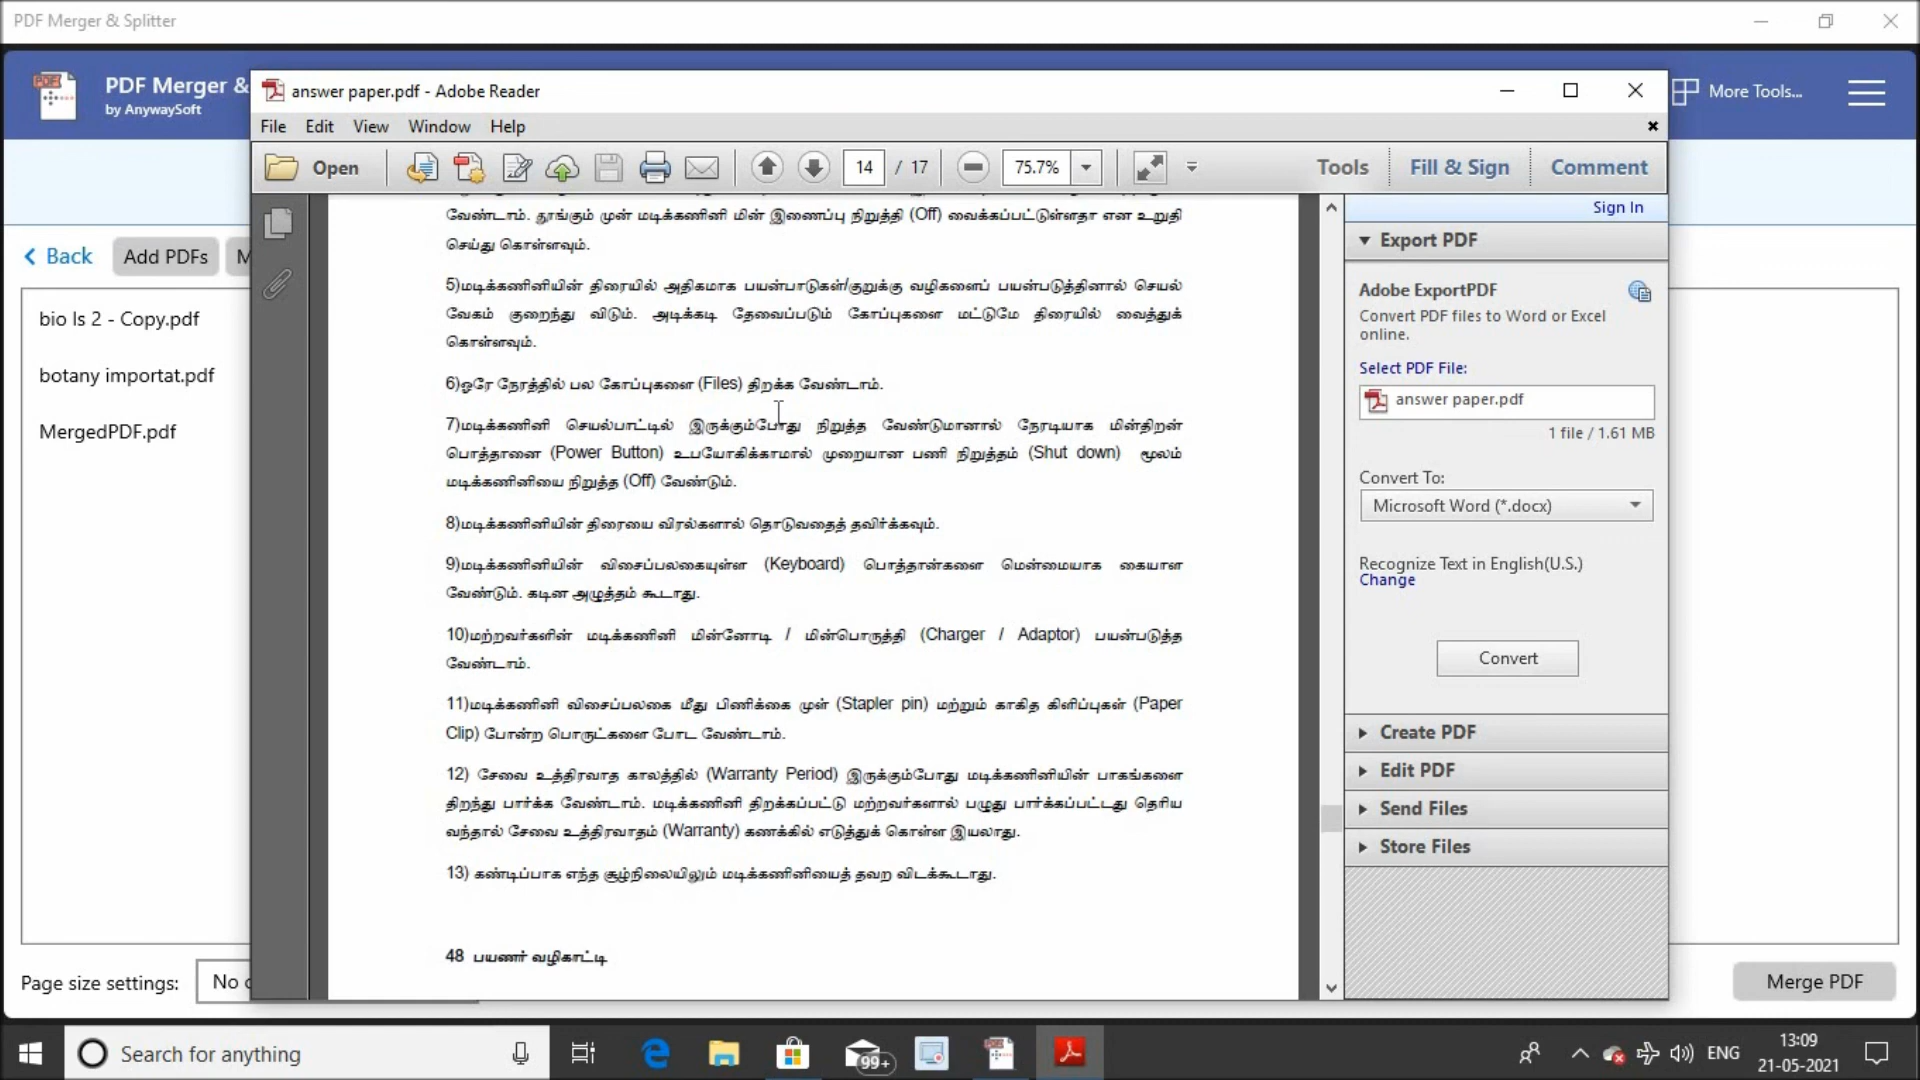 PDF Merger & Splitter
PDF Merger &
by AnywaySoft
More Tools...
answer paper.pdf - Adobe Reader
File Edit View Window Help
Open 14 / 17 75.7% Tools Fill & Sign Comment
Back Add PDFs M
bio ls 2 - Copy.pdf
botany importat.pdf
MergedPDF.pdf
வேண்டாம். தூங்கும் முன் மடிக்கணினி மின் இணைப்பு நிறுத்தி (Off) வைக்கப்பட்டுள்ளதா என உறுதி
செய்து கொள்ளவும்.
5)மடிக்கணினியின் திரையில் அதிகமாக பயன்பாடுகள்/குறுக்கு வழிகளைப் பயன்படுத்தினால் செயல்
வேகம் குறைந்து விடும். அடிக்கடி தேவைப்படும் கோப்புகளை மட்டுமே திரையில் வைத்துக்
கொள்ளவும்.
6)ஒரே நேரத்தில் பல கோப்புகளை (Files) திறக்க வேண்டாம்.
7)மடிக்கணினி செயல்பாட்டில் இருக்கும்போது நிறுத்த வேண்டுமானால் நேரடியாக மின்திறன்
பொத்தானை (Power Button) உபயோகிக்காமல் முறையான பணி நிறுத்தம் (Shut down) மூலம்
மடிக்கணினியை நிறுத்த (Off) வேண்டும்.
8)மடிக்கணினியின் திரையை விரல்களால் தொடுவதைத் தவிர்க்கவும்.
9)மடிக்கணினியின் விசைப்பலகையுள்ள (Keyboard) பொத்தான்களை மென்மையாக கையாள
வேண்டும். கடின அழுத்தம் கூடாது.
10)மற்றவர்களின் மடிக்கணினி மின்னோடி / மின்பொருத்தி (Charger / Adaptor) பயன்படுத்த
வேண்டாம்.
11)மடிக்கணினி விசைப்பலகை மீது பிணிக்கை முள் (Stapler pin) மற்றும் காகித கிளிப்புகள் (Paper
Clip) போன்ற பொருட்களை போட வேண்டாம்.
12) சேவை உத்திரவாத காலத்தில் (Warranty Period) இருக்கும்போது மடிக்கணினியின் பாகங்களை
திறந்து பார்க்க வேண்டாம். மடிக்கணினி திறக்கப்பட்டு மற்றவர்களால் பழுது பார்க்கப்பட்டது தெரிய
வந்தால் சேவை உத்திரவாதம் (Warranty) கணக்கில் எடுத்துக் கொள்ள இயலாது.
13) கண்டிப்பாக எந்த சூழ்நிலையிலும் மடிக்கணினியைத் தவற விடக்கூடாது.
48 பயணர் வழிகாட்டி
Sign In
Export PDF
Adobe ExportPDF
Convert PDF files to Word or Excel
online.
Select PDF File:
answer paper.pdf
1 file / 1.61 MB
Convert To:
Microsoft Word (*.docx)
Recognize Text in English(U.S.)
Change
Convert
Create PDF
Edit PDF
Send Files
Store Files
Page size settings: No Merge PDF
Search for anything 99+ ENG 13:09
21-05-2021